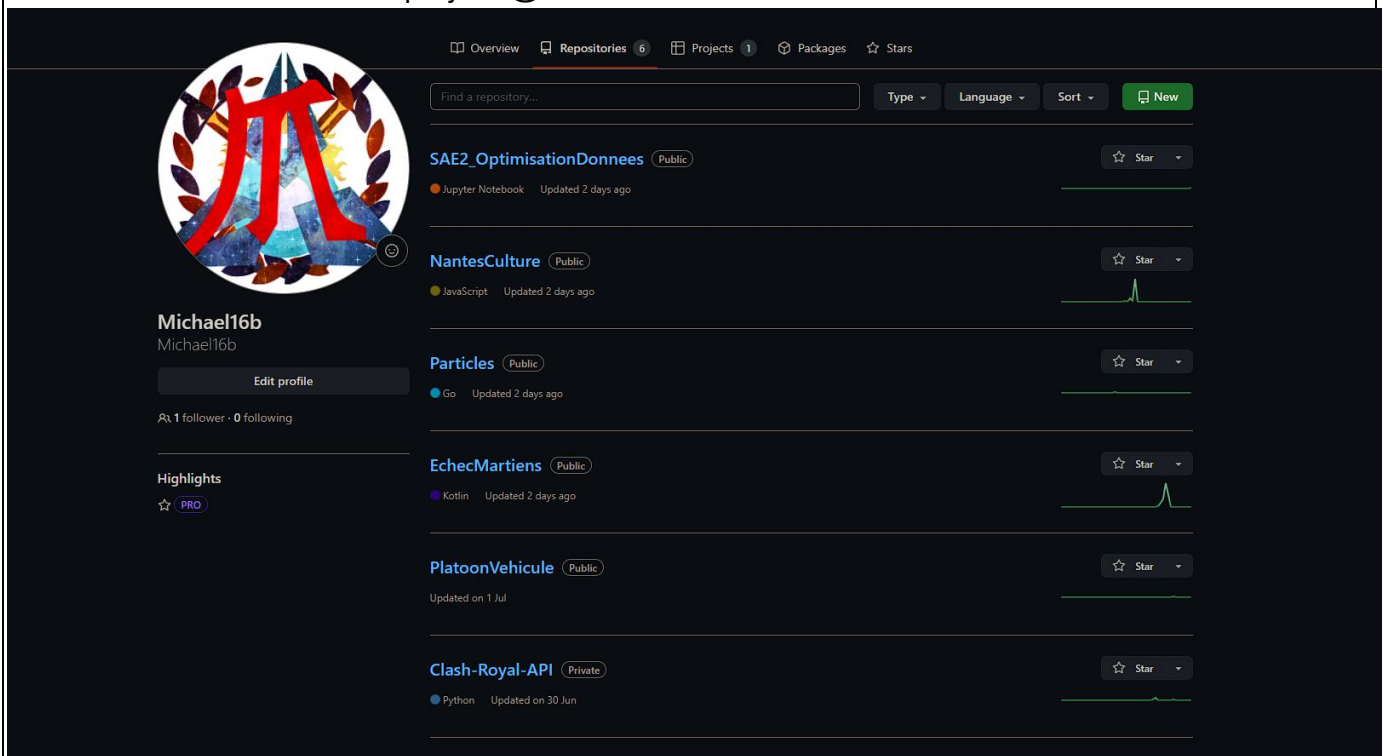 Overview Repositories 6 Projects 1 Packages Stars
Find a repository... Type Language Sort New
SAE2_OptimisationDonnees Public Star
Jupyter Notebook Updated 2 days ago
NantesCulture Public Star
JavaScript Updated 2 days ago
Michael16b
Michael16b
Edit profile
1 follower · 0 following
Highlights
PRO
Particles Public Star
Go Updated 2 days ago
EchecMartiens Public Star
Kotlin Updated 2 days ago
PlatoonVehicule Public Star
Updated on 1 Jul
Clash-Royal-API Private Star
Python Updated on 30 Jun